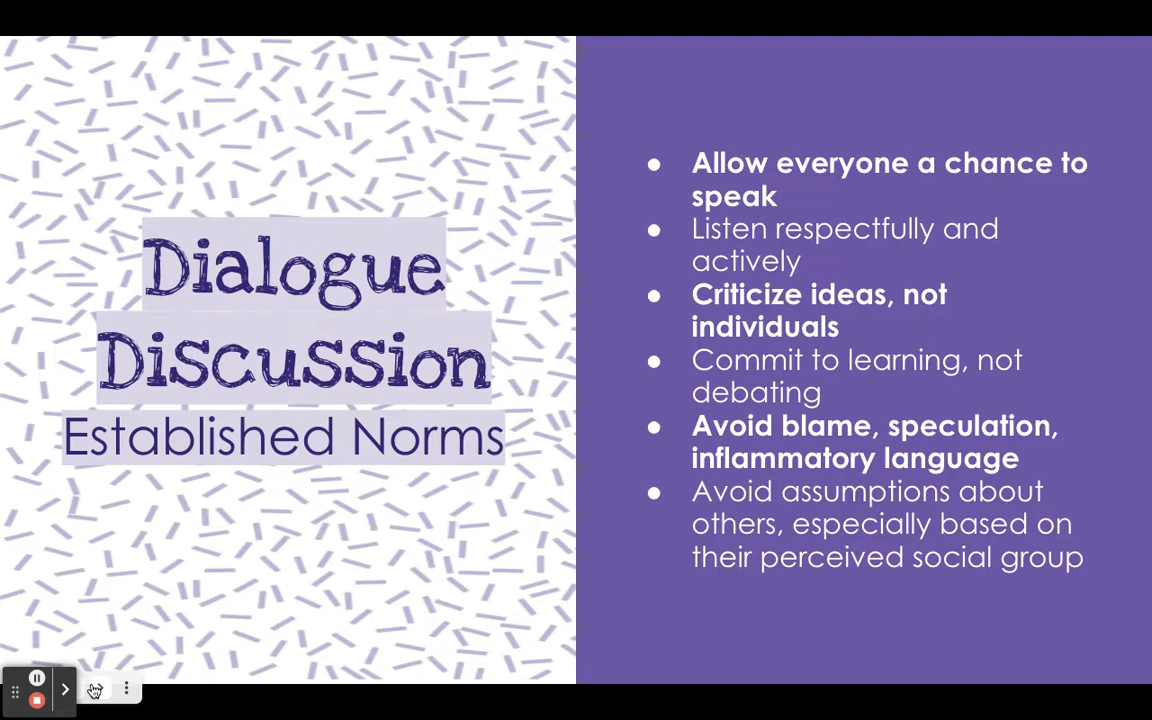 Dialogue
Discussion
Established Norms
● Allow everyone a chance to
speak
● Listen respectfully and
actively
● Criticize ideas, not
individuals
● Commit to learning, not
debating
● Avoid blame, speculation,
inflammatory language
● Avoid assumptions about
others, especially based on
their perceived social group